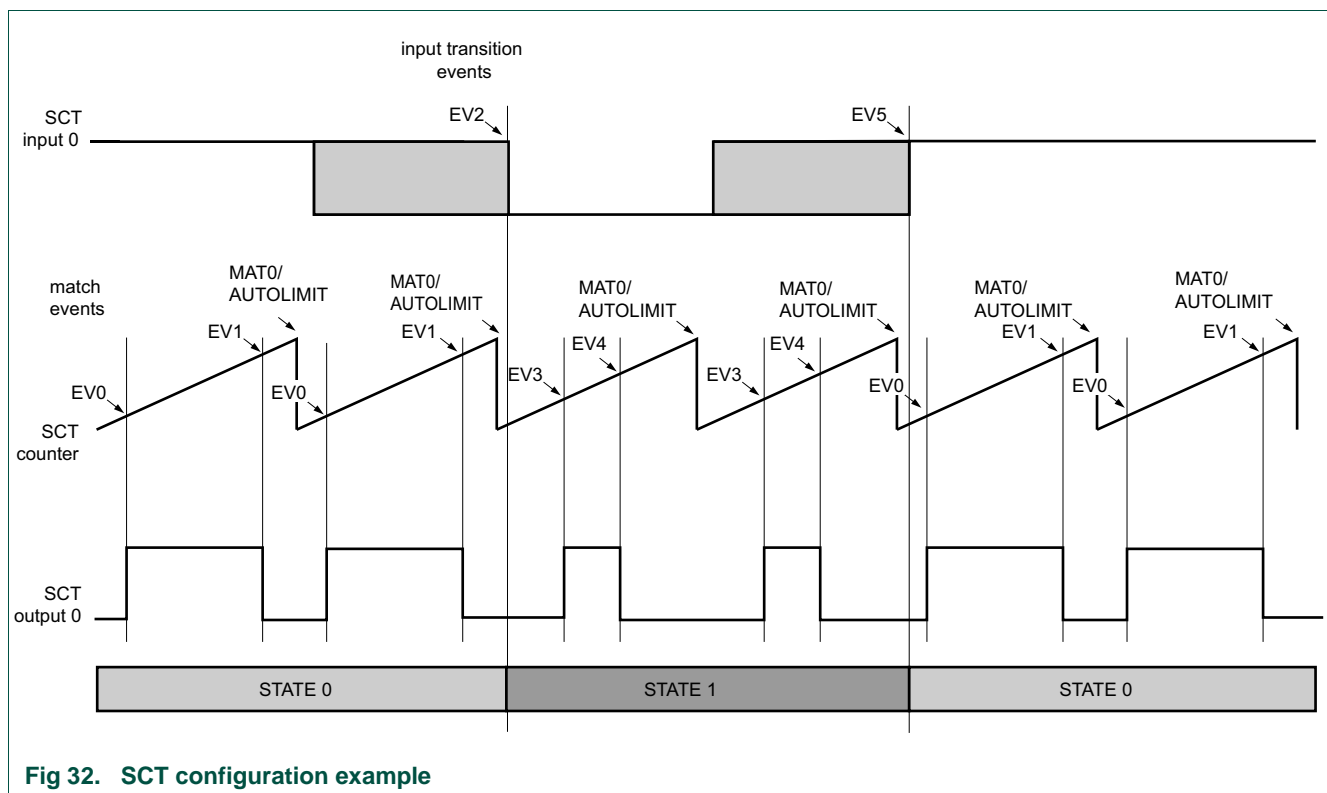 input transition
events
SCT
input 0
EV2
EV5
match
events
MAT0/
AUTOLIMIT
MAT0/
AUTOLIMIT
MAT0/
AUTOLIMIT
MAT0/
AUTOLIMIT
MAT0/
AUTOLIMIT
MAT0/
AUTOLIMIT
EV1
EV1
EV4
EV4
EV1
EV1
EV0
EV0
EV3
EV3
EV0
EV0
SCT
counter
SCT
output 0
STATE 0
STATE 1
STATE 0
Fig 32. SCT configuration example